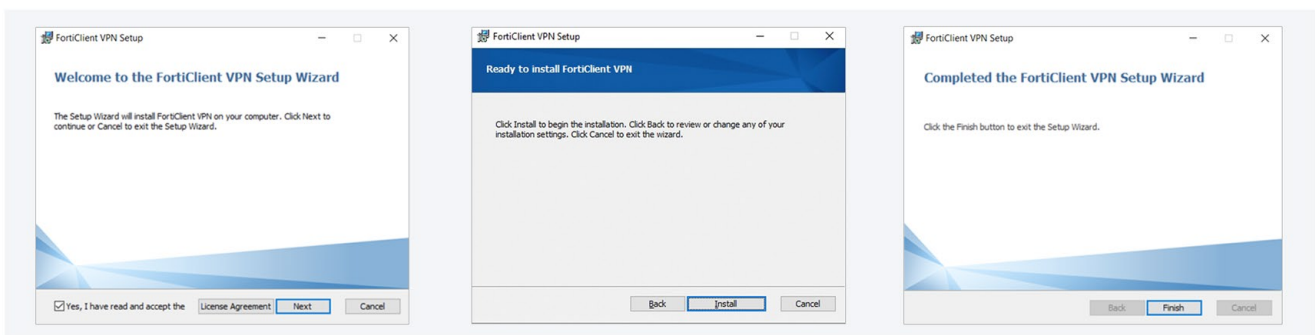 FortiClient VPN Setup
Welcome to the FortiClient VPN Setup Wizard
The Setup Wizard will install FortiClient VPN on your computer. Click Next to
continue or Cancel to exit the Setup Wizard.
Yes, I have read and accept the License Agreement Next Cancel
FortiClient VPN Setup
Ready to install FortiClient VPN
Click Install to begin the installation. Click Back to review or change any of your
installation settings. Click Cancel to exit the wizard.
Back Install Cancel
FortiClient VPN Setup
Completed the FortiClient VPN Setup Wizard
Click the Finish button to exit the Setup Wizard.
Back Finish Cancel